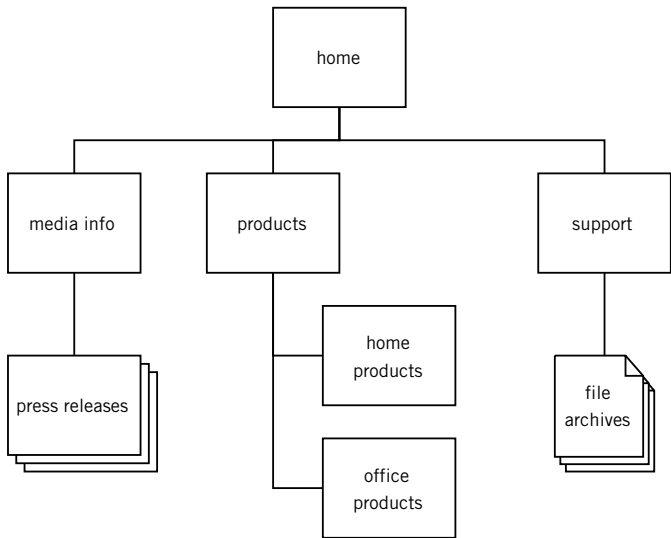 home
media info
products
support
home
products
press releases
file
archives
office
products